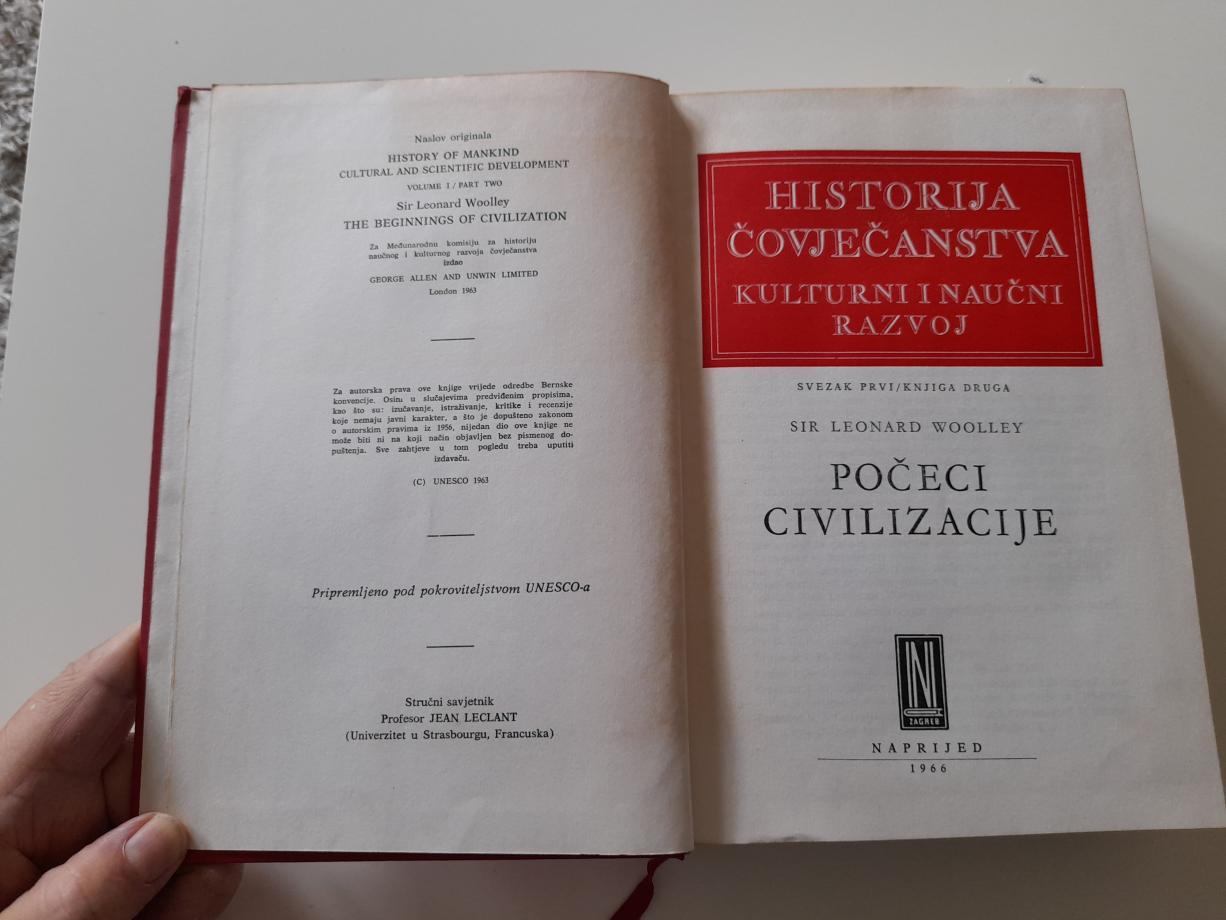 Naslov originala
HISTORY OF MANKIND
CULTURAL AND SCIENTIFIC DEVELOPMENT
VOLUME I / PART TWO
Sir Leonard Woolley
THE BEGINNINGS OF CIVILIZATION
Za Međunarodnu komisiju za historiju
naučnog i kulturnog razvoja čovječanstva
izdao
GEORGE ALLEN AND UNWIN LIMITED
London 1963
Za autorska prava ove knjige vrijede odredbe Bernske
konvencije. Osim u slučajevima predviđenim propisima,
kao što su: izučavanje, istraživanje, kritike i recenzije
koje nemaju javni karakter, a što je dopušteno zakonom
o autorskim pravima iz 1956, nijedan dio ove knjige ne
može biti ni na koji način objavljen bez pismenog do-
puštenja. Sve zahtjeve u tom pogledu treba uputiti
izdavaču.
(C) UNESCO 1963
Pripremljeno pod pokroviteljstvom UNESCO-a
Stručni savjetnik
Profesor JEAN LECLANT
(Univerzitet u Strasbourgu, Francuska)
HISTORIJA
ČOVJEČANSTVA
KULTURNI I NAUČNI
RAZVOJ
SVEZAK PRVI/KNJIGA DRUGA
SIR LEONARD WOOLLEY
POČECI
CIVILIZACIJE
ZAGREB
NAPRIJED
1966